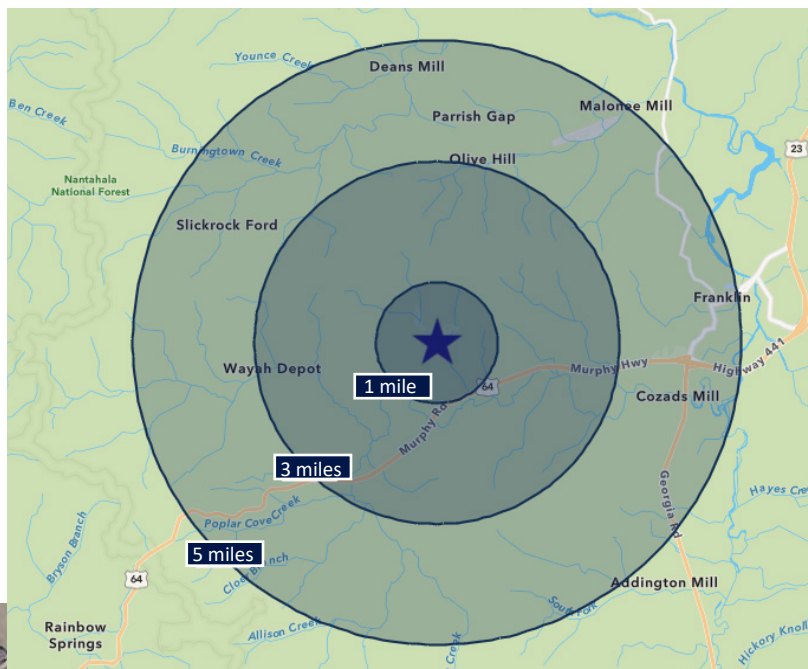 Deans Mill
Younce Creek
Ben Creek
Malonee Mill
Parrish Gap
23
Burningtown Creek
Olive Hill
Nantahala
National Forest
Slickrock Ford
Franklin
Wayah Depot
Murphy Hwy
Highway 441
1 mile
64
Cozads Mill
Murphy Rd
3 miles
Georgia Rd
Hayes Cre
Poplar Cove Creek
Bryson Branch
5 miles
64
Branch
Addington Mill
South Fork
Rainbow
Springs
Allison Creek
Creek
Hickory Knoll